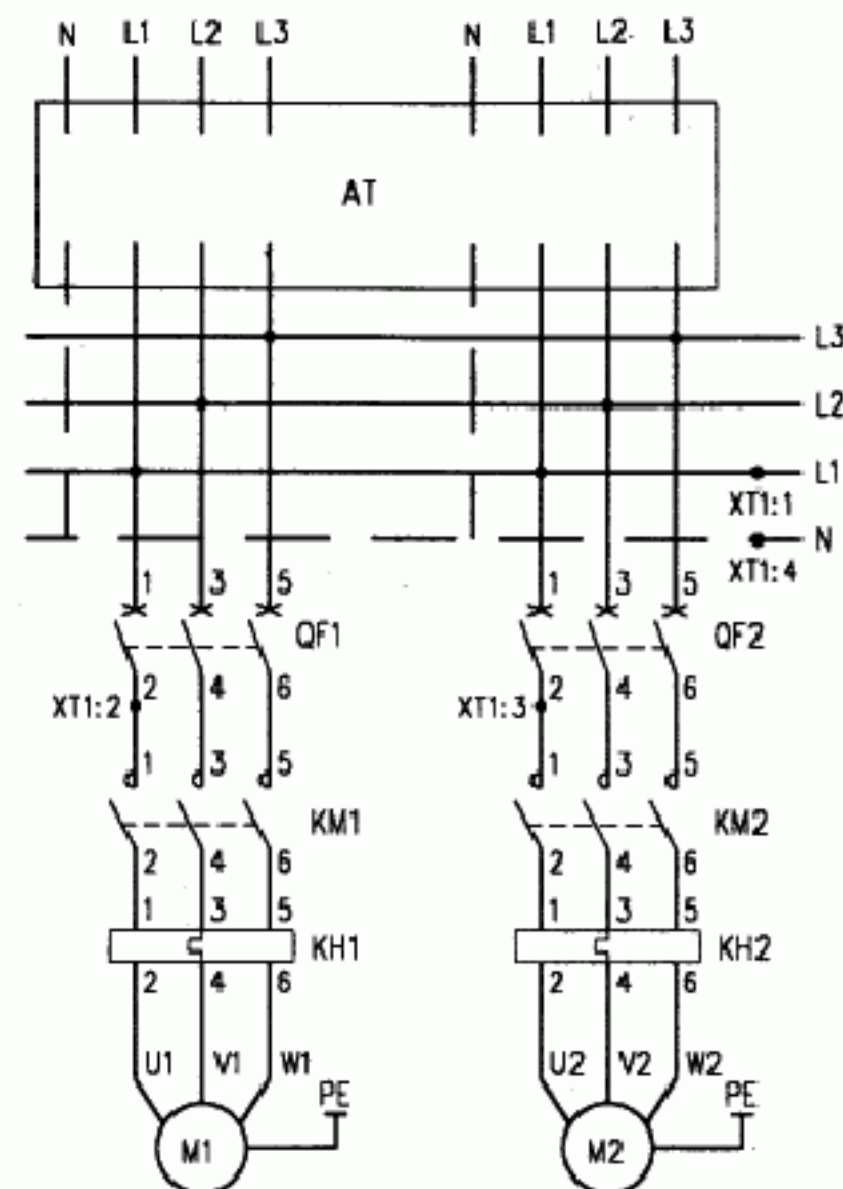 N L1 L2 L3 N L1 L2 L3
AT
L3
L2
L1
XT1:1
N
XT1:4
1 3 5 1 3 5
QF1 QF2
2 4 6 2 4 6
XT1:2 XT1:3
1 3 5 1 3 5
KM1 KM2
2 4 6 2 4 6
1 3 5 1 3 5
KH1 KH2
2 4 6 2 4 6
U1 V1 W1 U2 V2 W2
PE PE
M1 M2